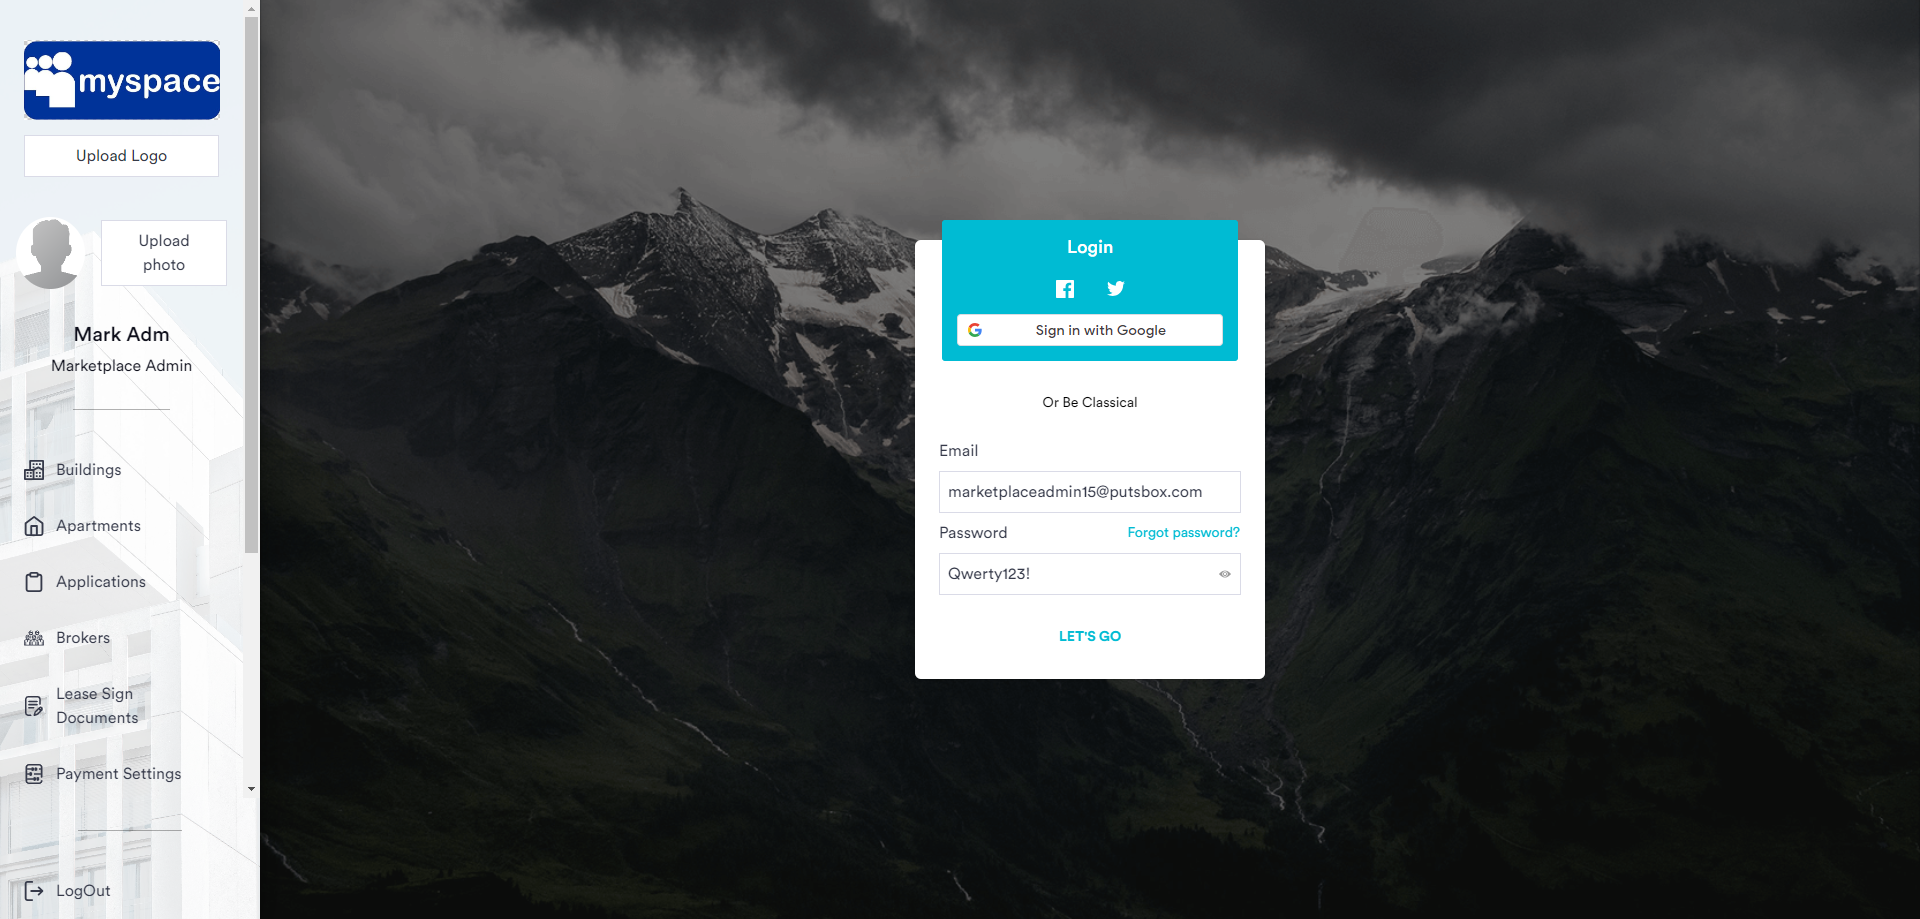 myspace
Upload Logo
Upload
photo
Mark Adm
Marketplace Admin
Buildings
Apartments
Applications
Brokers
Lease Sign
Documents
Payment Settings
LogOut
Login
Sign in with Google
Or Be Classical
Email
marketplaceadmin15@putsbox.com
Password
Forgot password?
Qwerty123!
LET'S GO